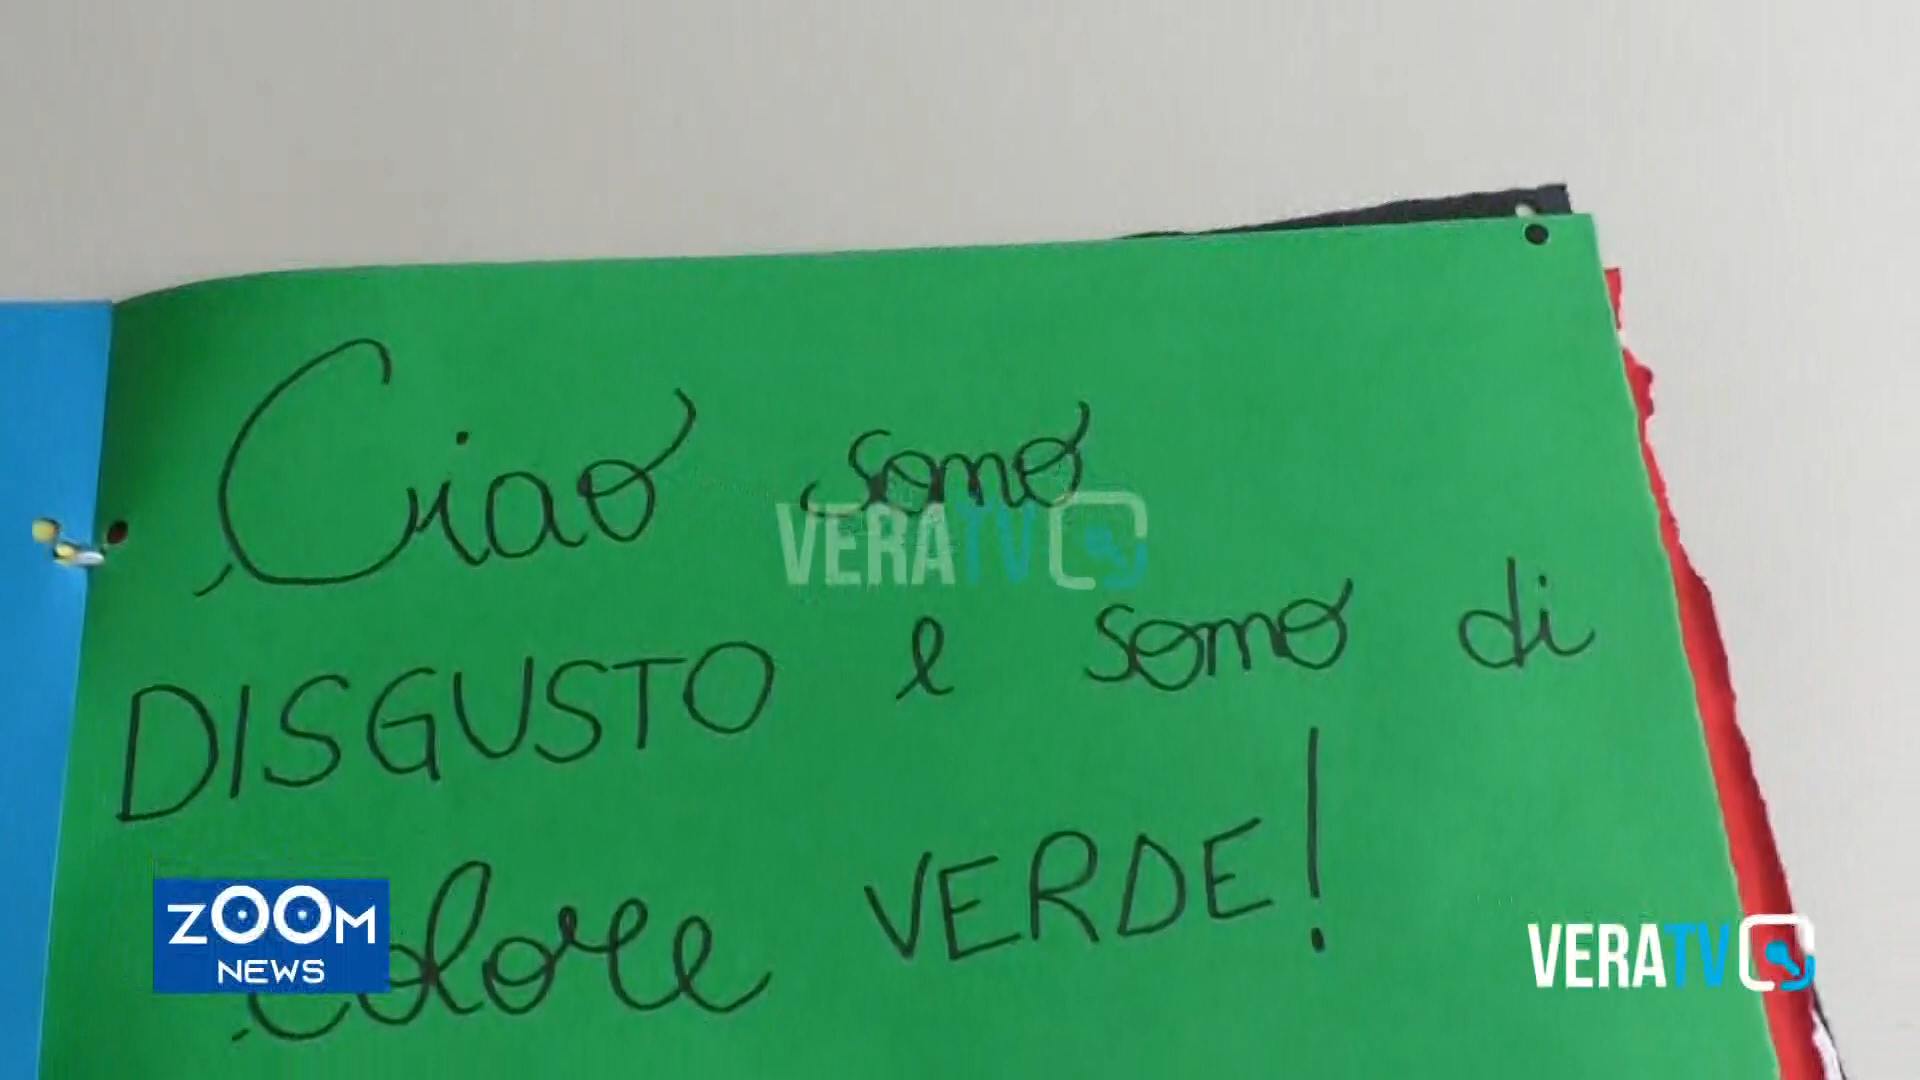 Ciao sono
VERATV
DISGUSTO e sono di
colore VERDE!
ZOOM
NEWS
VERATV